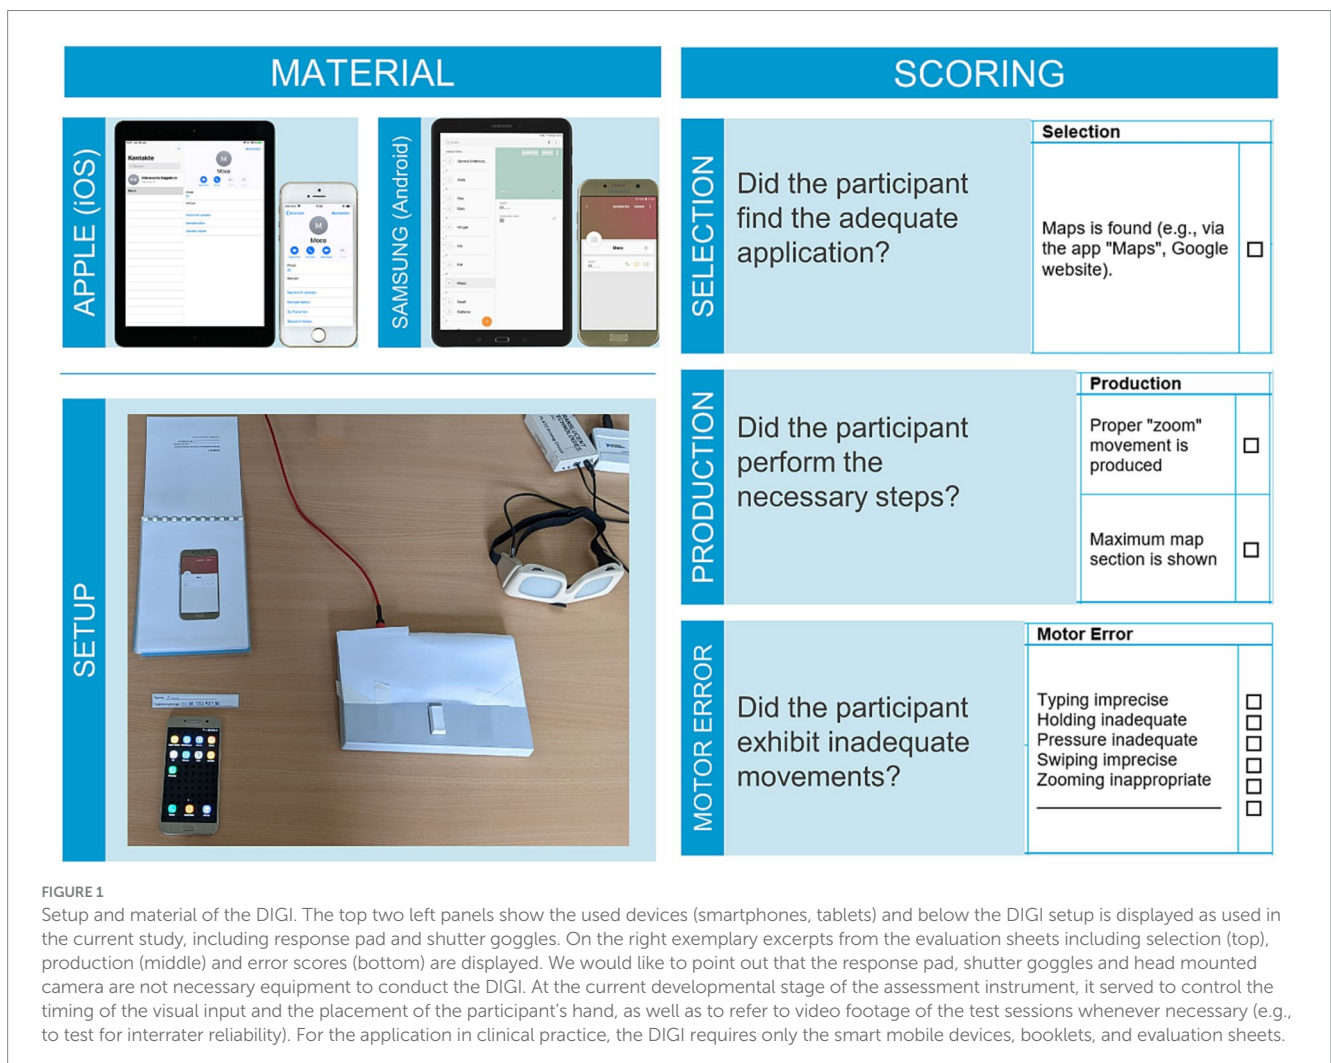 MATERIAL
APPLE (iOS)
Kontakte
M
Moco
Moco
M
Moco
SAMSUNG (Android)
SAMSUNG
Moco
SETUP
TRANSLUCENT
TECHNOLOGIES
SCORING
SELECTION
Did the participant
find the adequate
application?
Selection
Maps is found (e.g., via
the app "Maps", Google
website).
PRODUCTION
Did the participant
perform the
necessary steps?
Production
Proper "zoom"
movement is
produced
Maximum map
section is shown
MOTOR ERROR
Did the participant
exhibit inadequate
movements?
Motor Error
Typing imprecise
Holding inadequate
Pressure inadequate
Swiping imprecise
Zooming inappropriate
FIGURE 1
Setup and material of the DIGI. The top two left panels show the used devices (smartphones, tablets) and below the DIGI setup is displayed as used in
the current study, including response pad and shutter goggles. On the right exemplary excerpts from the evaluation sheets including selection (top),
production (middle) and error scores (bottom) are displayed. We would like to point out that the response pad, shutter goggles and head mounted
camera are not necessary equipment to conduct the DIGI. At the current developmental stage of the assessment instrument, it served to control the
timing of the visual input and the placement of the participant's hand, as well as to refer to video footage of the test sessions whenever necessary (e.g.,
to test for interrater reliability). For the application in clinical practice, the DIGI requires only the smart mobile devices, booklets, and evaluation sheets.